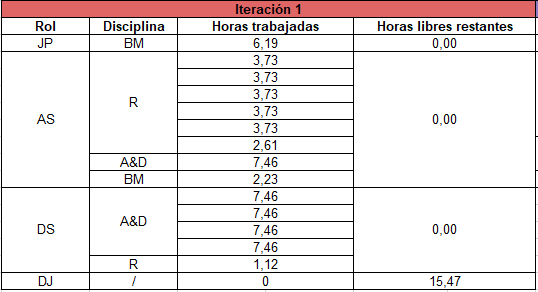 Iteración 1
Rol Disciplina Horas trabajadas Horas libres restantes
JP BM 6,19 0,00
AS R 3,73 0,00
3,73
3,73
3,73
3,73
2,61
A&D 7,46
BM 2,23
DS A&D 7,46 0,00
7,46
7,46
7,46
R 1,12
DJ / 0 15,47